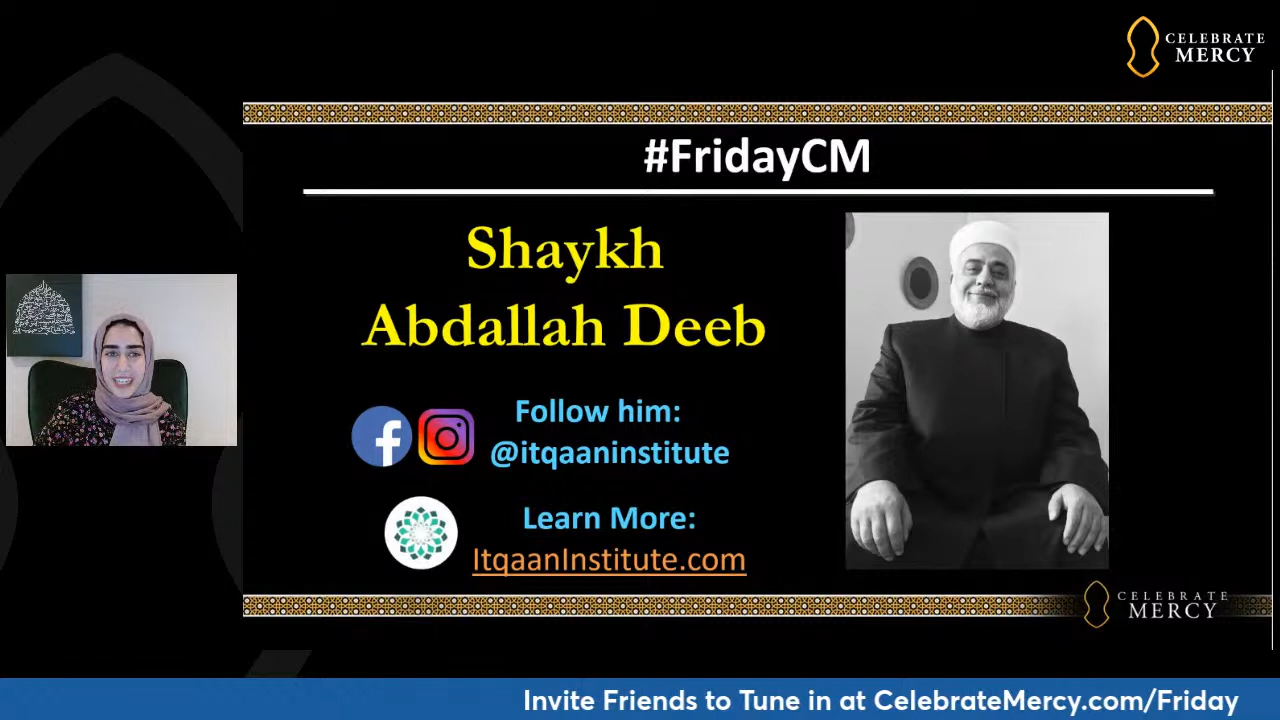 CELEBRATE
MERCY
#FridayCM
Shaykh
Abdallah Deeb
Follow him:
@itqaaninstitute
Learn More:
ItqaanInstitute.com
CELEBRATE
MERCY
Invite Friends to Tune in at CelebrateMercy.com/Friday